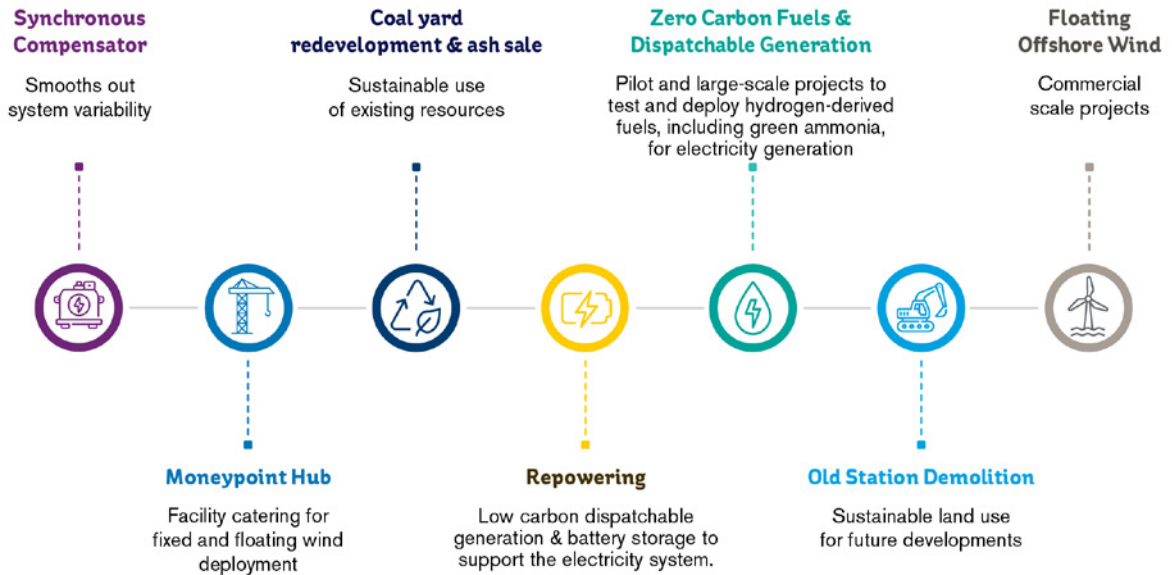 Synchronous
Compensator
Smooths out
system variability
Coal yard
redevelopment & ash sale
Sustainable use
of existing resources
Zero Carbon Fuels &
Dispatchable Generation
Pilot and large-scale projects to
test and deploy hydrogen-derived
fuels, including green ammonia,
for electricity generation
Floating
Offshore Wind
Commercial
scale projects
Moneypoint Hub
Facility catering for
fixed and floating wind
deployment
Repowering
Low carbon dispatchable
generation & battery storage to
support the electricity system.
Old Station Demolition
Sustainable land use
for future developments